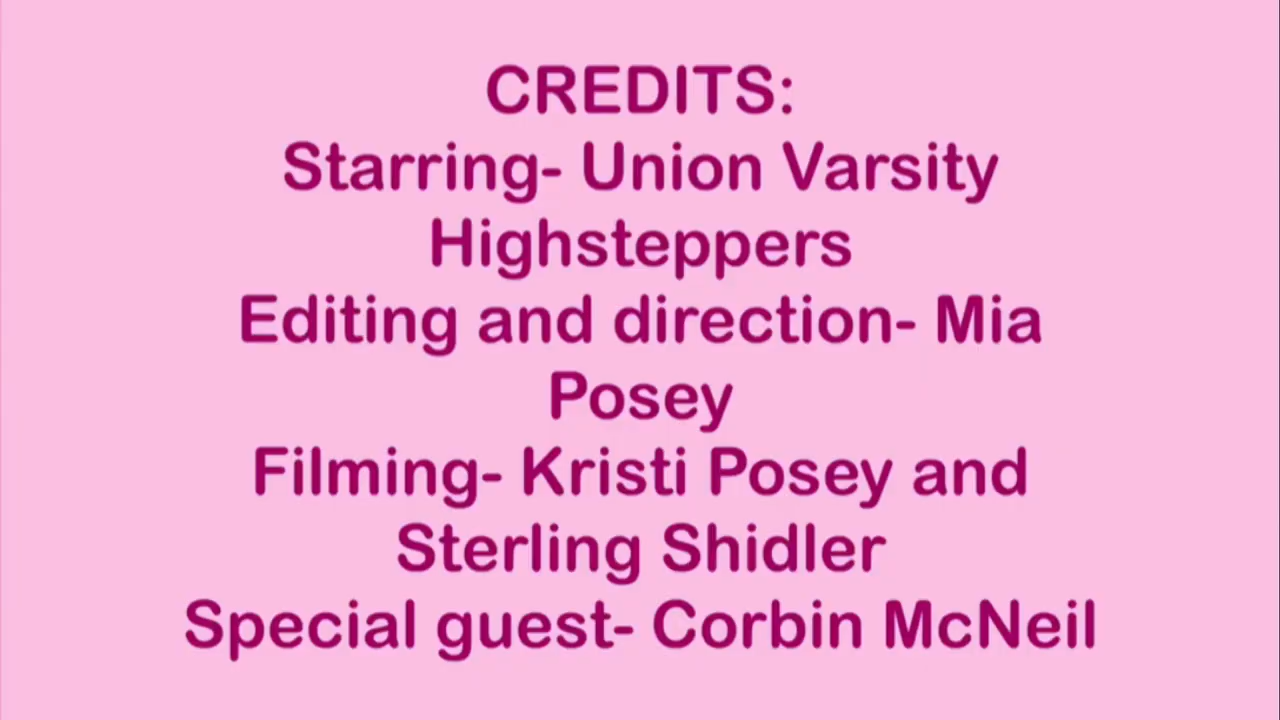 CREDITS:
Starring- Union Varsity
Highsteppers
Editing and direction- Mia
Posey
Filming- Kristi Posey and
Sterling Shidler
Special guest- Corbin McNeil